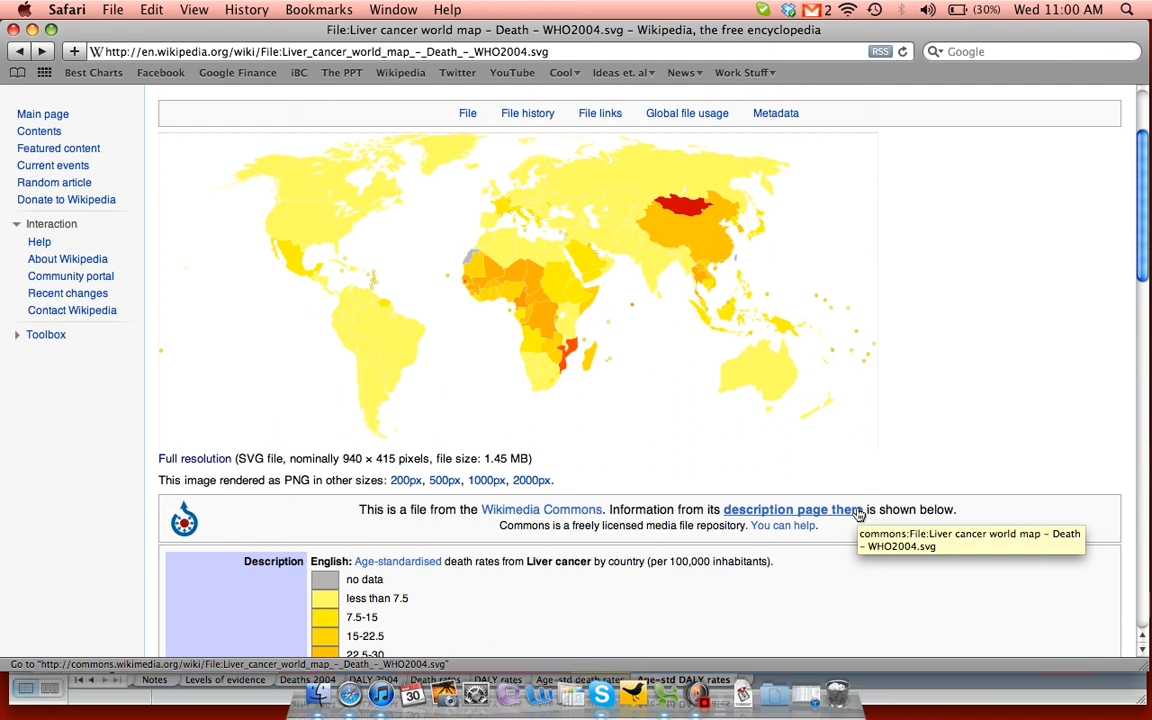 Safari File Edit View History Bookmarks Window Help 2 (30%) Wed 11:00 AM
File:Liver cancer world map – Death – WHO2004.svg – Wikipedia, the free encyclopedia
W http://en.wikipedia.org/wiki/File:Liver_cancer_world_map_-_Death_-_WHO2004.svg RSS Google
Best Charts Facebook Google Finance iBC The PPT Wikipedia Twitter YouTube Cool Ideas et. al News Work Stuff
Main page
Contents
Featured content
Current events
Random article
Donate to Wikipedia
Interaction
Help
About Wikipedia
Community portal
Recent changes
Contact Wikipedia
Toolbox
File File history File links Global file usage Metadata
Full resolution (SVG file, nominally 940 × 415 pixels, file size: 1.45 MB)
This image rendered as PNG in other sizes: 200px, 500px, 1000px, 2000px.
This is a file from the Wikimedia Commons. Information from its description page there is shown below.
Commons is a freely licensed media file repository. You can help.
commons:File:Liver cancer world map – Death
– WHO2004.svg
Description English: Age-standardised death rates from Liver cancer by country (per 100,000 inhabitants).
no data
less than 7.5
7.5-15
15-22.5
22.5-30
Go to "http://commons.wikimedia.org/wiki/File:Liver_cancer_world_map_-_Death_-_WHO2004.svg"
Notes Levels of evidence Deaths 2004 DALY 2004 Death rates DALY rates Age-std death rates Age-std DALY rates
30